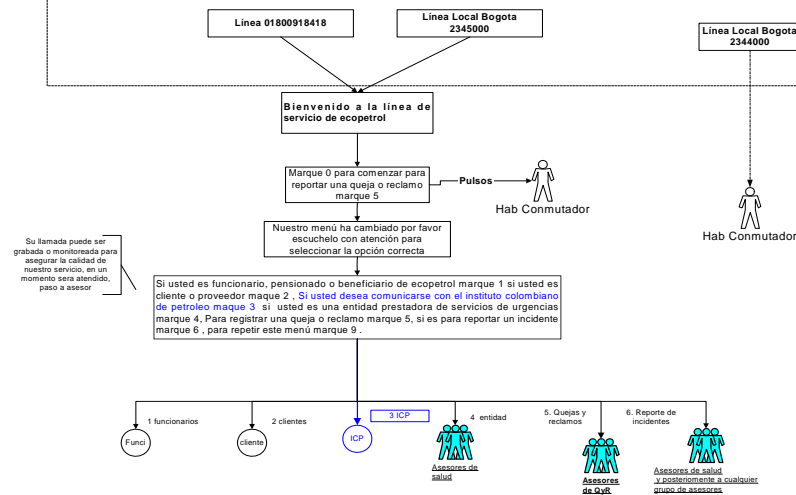 Línea 01800918418
Línea Local Bogota
2345000
Línea Local Bogota
2344000
Bienvenido a la línea de
servicio de ecopetrol
Marque 0 para comenzar para
reportar una queja o reclamo
marque 5
Pulsos
Hab Conmutador
Hab Conmutador
Nuestro menú ha cambiado por favor
escuchelo con atención para
seleccionar la opción correcta
Su llamada puede ser
grabada o monitoreada para
asegurar la calidad de
nuestro servicio, en un
momento sera atendido,
paso a asesor
Si usted es funcionario, pensionado o beneficiario de ecopetrol marque 1 si usted es
cliente o proveedor maque 2 , Si usted desea comunicarse con el instituto colombiano
de petroleo maque 3 si usted es una entidad prestadora de servicios de urgencias
marque 4, Para registrar una queja o reclamo marque 5, si es para reportar un incidente
marque 6 , para repetir este menú marque 9 .
1 funcionarios
2 clientes
3 ICP
4 entidad
5. Quejas y
reclamos
6. Reporte de
incidentes
Funci
cliente
ICP
Asesores de
salud
Asesores
de QyR
Asesores de salud
y posteriomente a cualquier
grupo de asesores